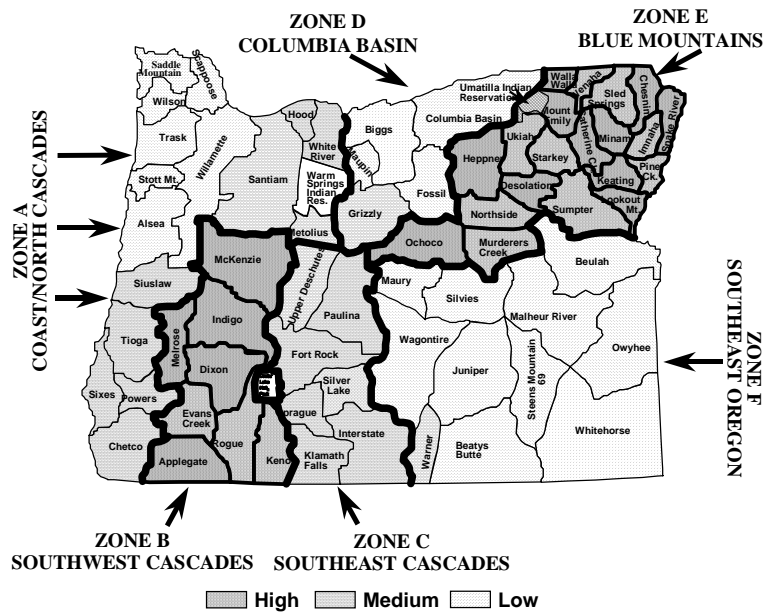 ZONE D
COLUMBIA BASIN
ZONE E
BLUE MOUNTAINS
ZONE A
COAST/NORTH CASCADES
ZONE F
SOUTHEAST OREGON
ZONE B
SOUTHWEST CASCADES
ZONE C
SOUTHEAST CASCADES
Saddle
Mountain
Scappoose
Wilson
Trask
Willamette
Stott Mt.
Alsea
Siuslaw
Tioga
Sixes
Powers
Chetco
Hood
White
River
Santiam
Warm
Springs
Indian
Res.
Metolius
McKenzie
Indigo
Melrose
Dixon
Evans
Creek
Applegate
Rogue
Keno
Upper Deschutes
Paulina
Fort Rock
Silver
Lake
prague
Klamath
Falls
Interstate
Biggs
Maupin
Umatilla Indian
Reservation
Columbia Basin
Fossil
Grizzly
Heppner
Ukiah
Walla
Walla
Mount
Emily
Wenaha
Sled
Springs
Chesnim
Snake River
Catherine Cr.
Minam
Imnaha
Starkey
Desolation
Keating
Pine
Ck.
Lookout
Mt.
Sumpter
Northside
Ochoco
Murderers
Creek
Maury
Silvies
Beulah
Malheur River
Wagontire
Juniper
Steens Mountain
69
Owyhee
Whitehorse
Warner
Beatys
Butte
High
Medium
Low